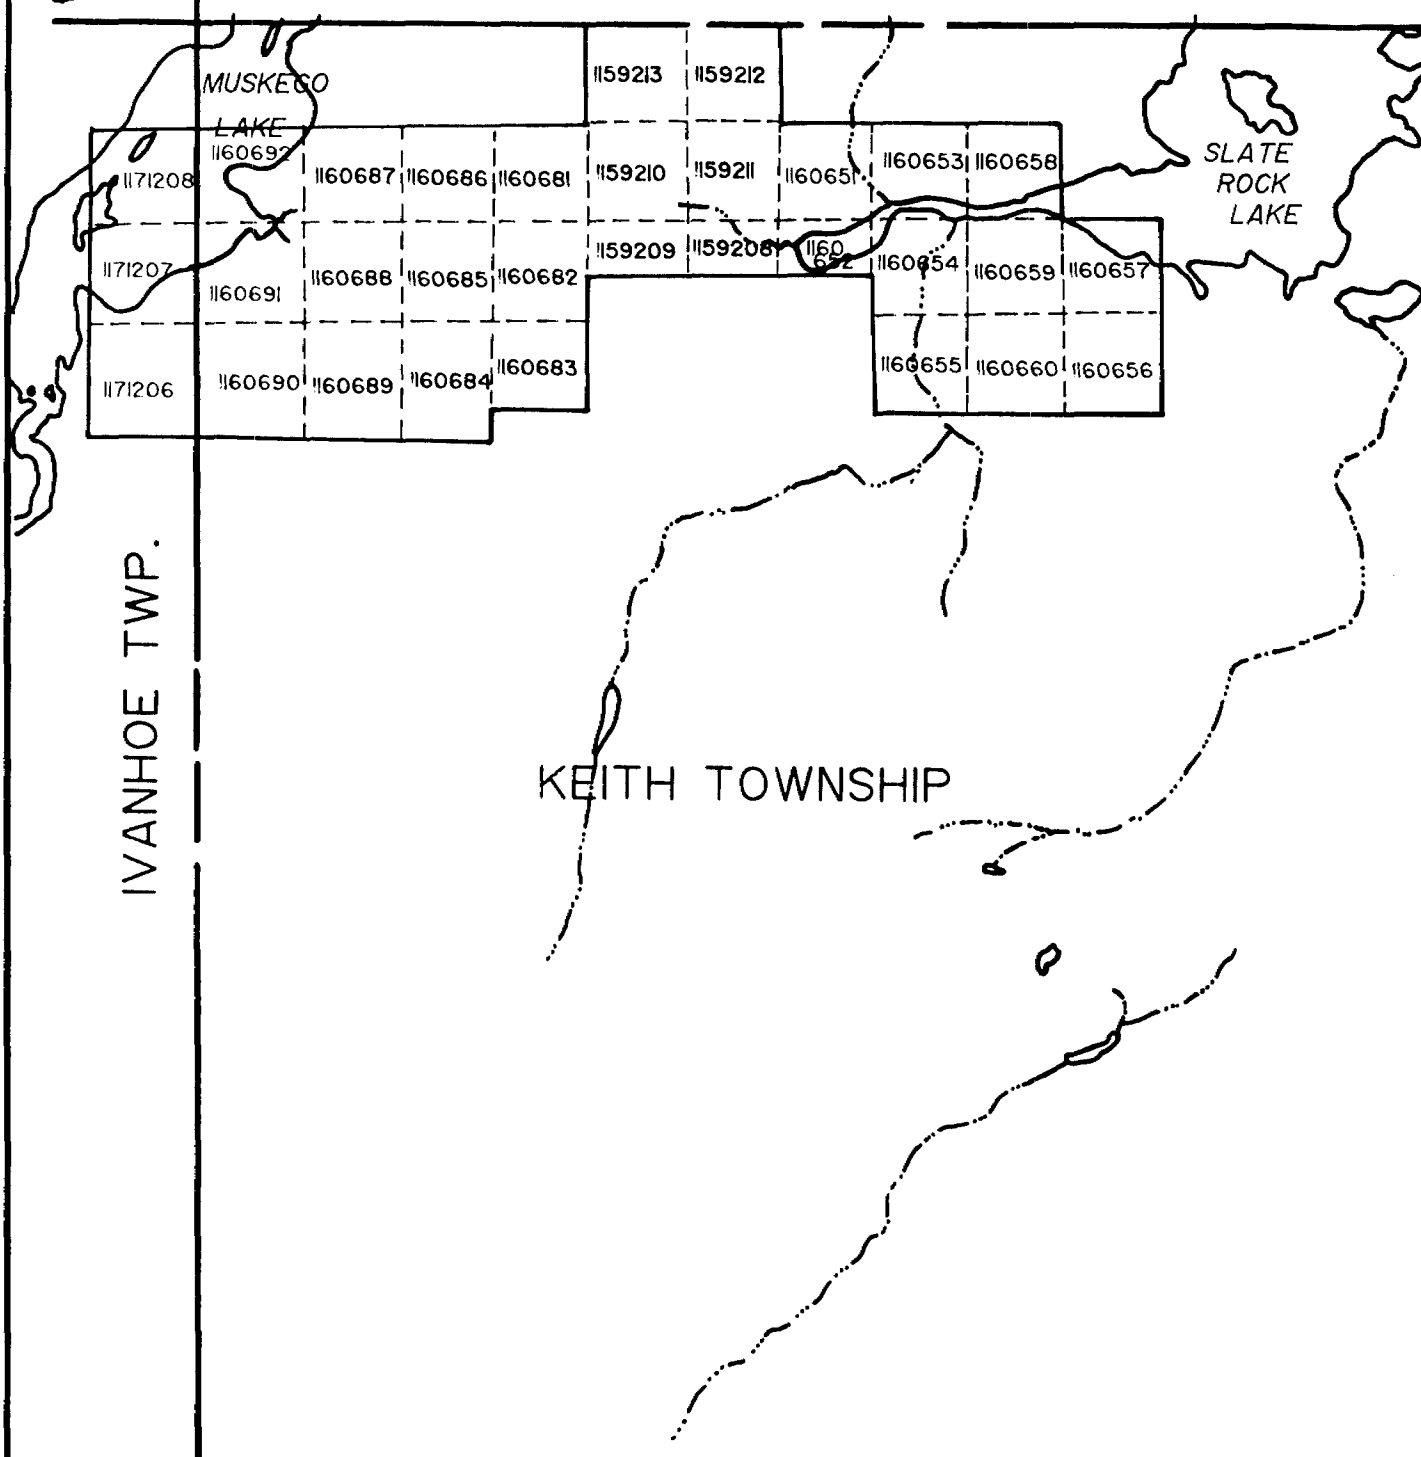 1159213 1159212
MUSKEGO
LAKE
SLATE
ROCK
LAKE
1171208 1160692 1160687 1160686 1160681 1159210 1159211 1160651 1160653 1160658
1171207 1160691 1160688 1160685 1160682 1159209 1159208 1160
652 1160654 1160659 1160657
1171206 1160690 1160689 1160684 1160683 1160655 1160660 1160656
IVANHOE TWP.
KEITH TOWNSHIP